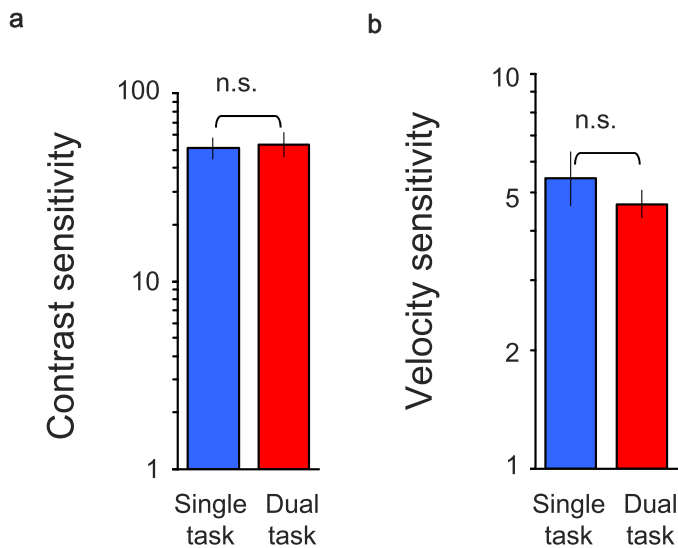 a
n.s.
100
10
1
Contrast sensitivity
Single
task
Dual
task
b
n.s.
10
5
2
1
Velocity sensitivity
Single
task
Dual
task